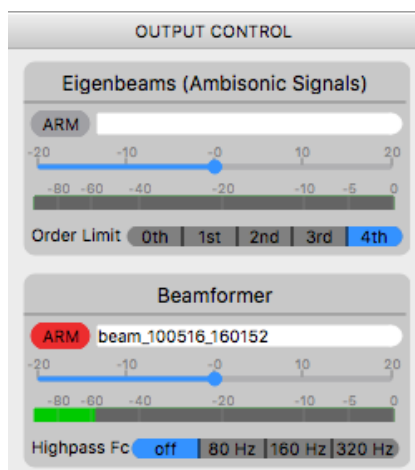 OUTPUT CONTROL
Eigenbeams (Ambisonic Signals)
ARM
-20 -10 -0 10 20
-80 -60 -40 -20 -10 -5 0
Order Limit 0th 1st 2nd 3rd 4th
Beamformer
ARM beam_100516_160152
-20 -10 -0 10 20
-80 -60 -40 -20 -10 -5 0
Highpass Fc off 80 Hz 160 Hz 320 Hz